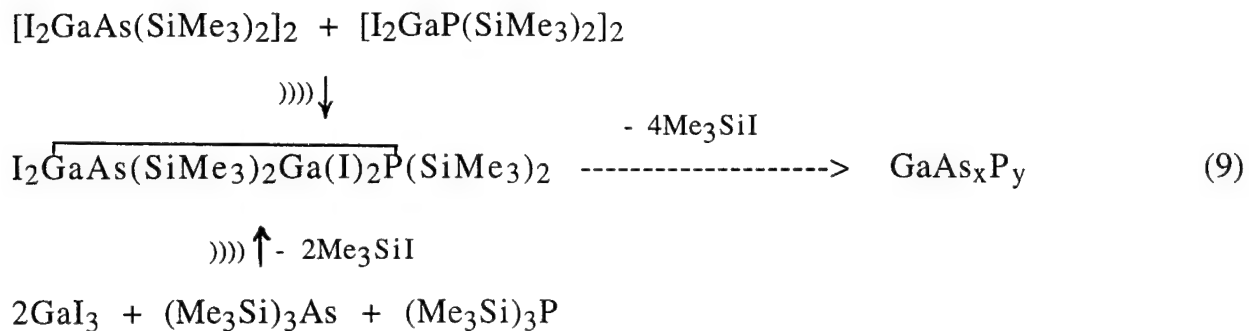 [I₂GaAs(SiMe₃)₂]₂ + [I₂GaP(SiMe₃)₂]₂
))))↓
- 4Me₃SiI
I₂GaAs(SiMe₃)₂Ga(I)₂P(SiMe₃)₂ ------------------> GaAsₓPᵧ (9)
))))↑- 2Me₃SiI
2GaI₃ + (Me₃Si)₃As + (Me₃Si)₃P